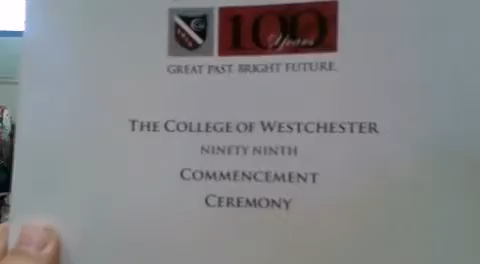 100
Years
GREAT PAST. BRIGHT FUTURE.
THE COLLEGE OF WESTCHESTER
NINETY NINTH
COMMENCEMENT
CEREMONY